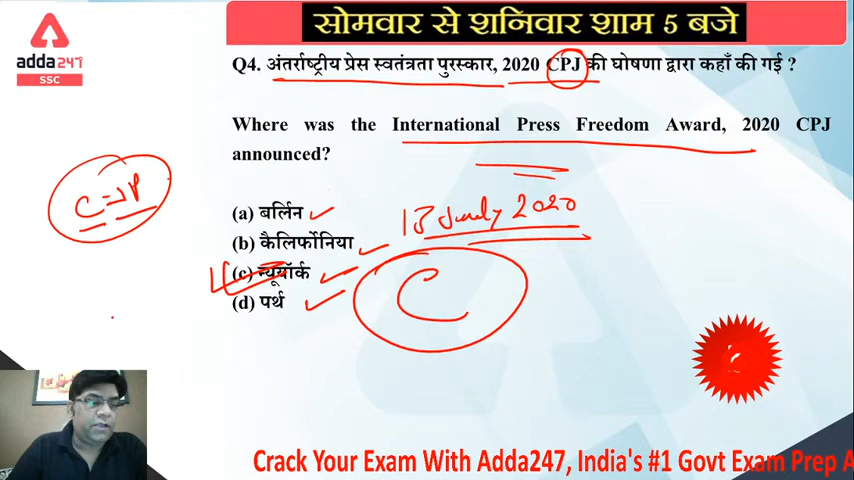 सोमवार से शनिवार शाम 5 बजे
adda247
SSC
Q4. अंतर्राष्ट्रीय प्रेस स्वतंत्रता पुरस्कार, 2020 CPJ की घोषणा द्वारा कहाँ की गई ?
Where was the International Press Freedom Award, 2020 CPJ
announced?
(a) बर्लिन
13 July 2020
(b) कैलिफोर्निया
(c) न्यूयॉर्क
(d) पर्थ
C
Crack Your Exam With Adda247, India's #1 Govt Exam Prep A